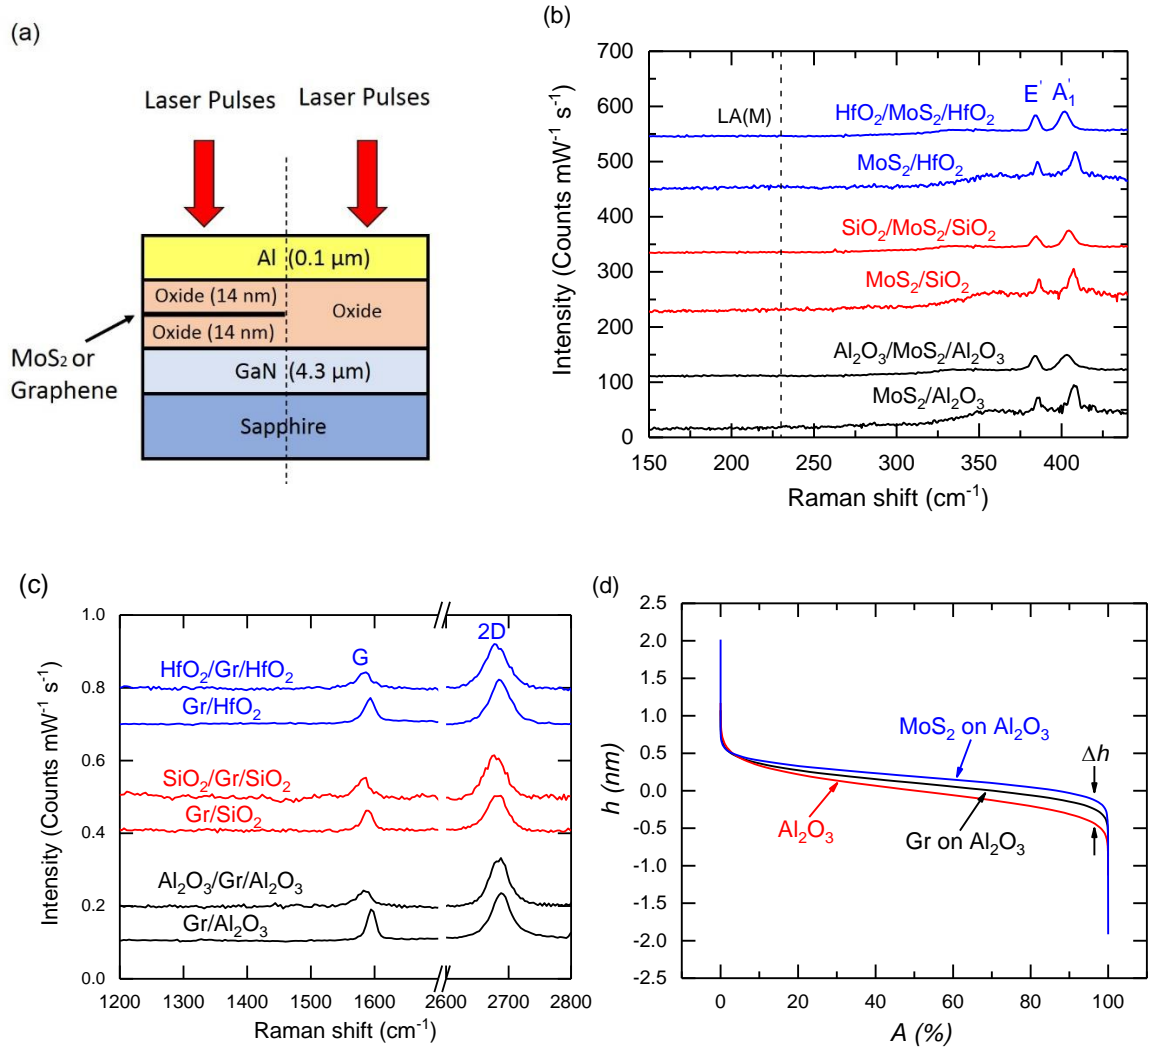 (a)
Laser Pulses
Laser Pulses
Al (0.1 µm)
Oxide (14 nm)
Oxide (14 nm)
Oxide
MoS₂ or
Graphene
GaN (4.3 µm)
Sapphire
(b)
700
600
500
400
300
200
100
0
Intensity (Counts mW⁻¹ s⁻¹)
LA(M)
E' A₁'
HfO₂/MoS₂/HfO₂
MoS₂/HfO₂
SiO₂/MoS₂/SiO₂
MoS₂/SiO₂
Al₂O₃/MoS₂/Al₂O₃
MoS₂/Al₂O₃
150 200 250 300 350 400
Raman shift (cm⁻¹)
(c)
1.0
0.8
0.6
0.4
0.2
0.0
Intensity (Counts mW⁻¹ s⁻¹)
G
2D
HfO₂/Gr/HfO₂
Gr/HfO₂
SiO₂/Gr/SiO₂
Gr/SiO₂
Al₂O₃/Gr/Al₂O₃
Gr/Al₂O₃
1200 1300 1400 1500 1600 2600 2700 2800
Raman shift (cm⁻¹)
(d)
2.5
2.0
1.5
1.0
0.5
0.0
-0.5
-1.0
-1.5
-2.0
-2.5
h (nm)
MoS₂ on Al₂O₃
Δh
Al₂O₃
Gr on Al₂O₃
0 20 40 60 80 100
A (%)